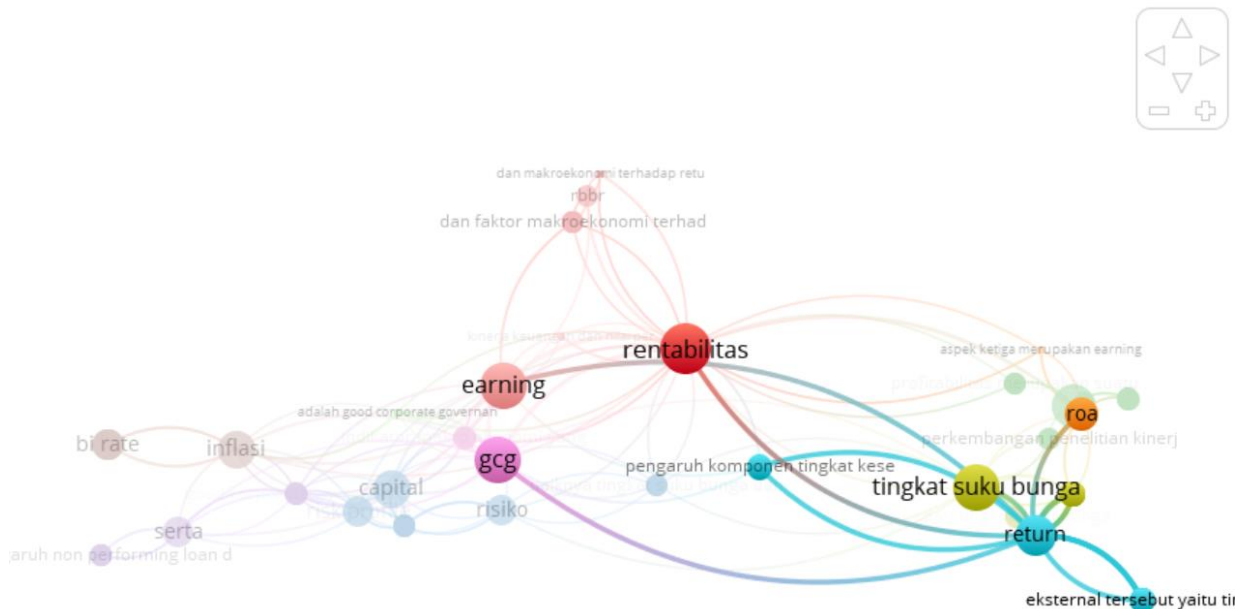 dan makroekonomi terhadap retu
rbbr
dan faktor makroekonomi terhad
rentabilitas
aspek ketiga merupakan earning
earning
adalah good corporate governan
roa
bi rate
inflasi
perkembangan penelitian kinerj
gcg
pengaruh komponen tingkat kese
capital
tingkat suku bunga
risiko
serta
return
aruh non performing loan d
eksternal tersebut yaitu tin